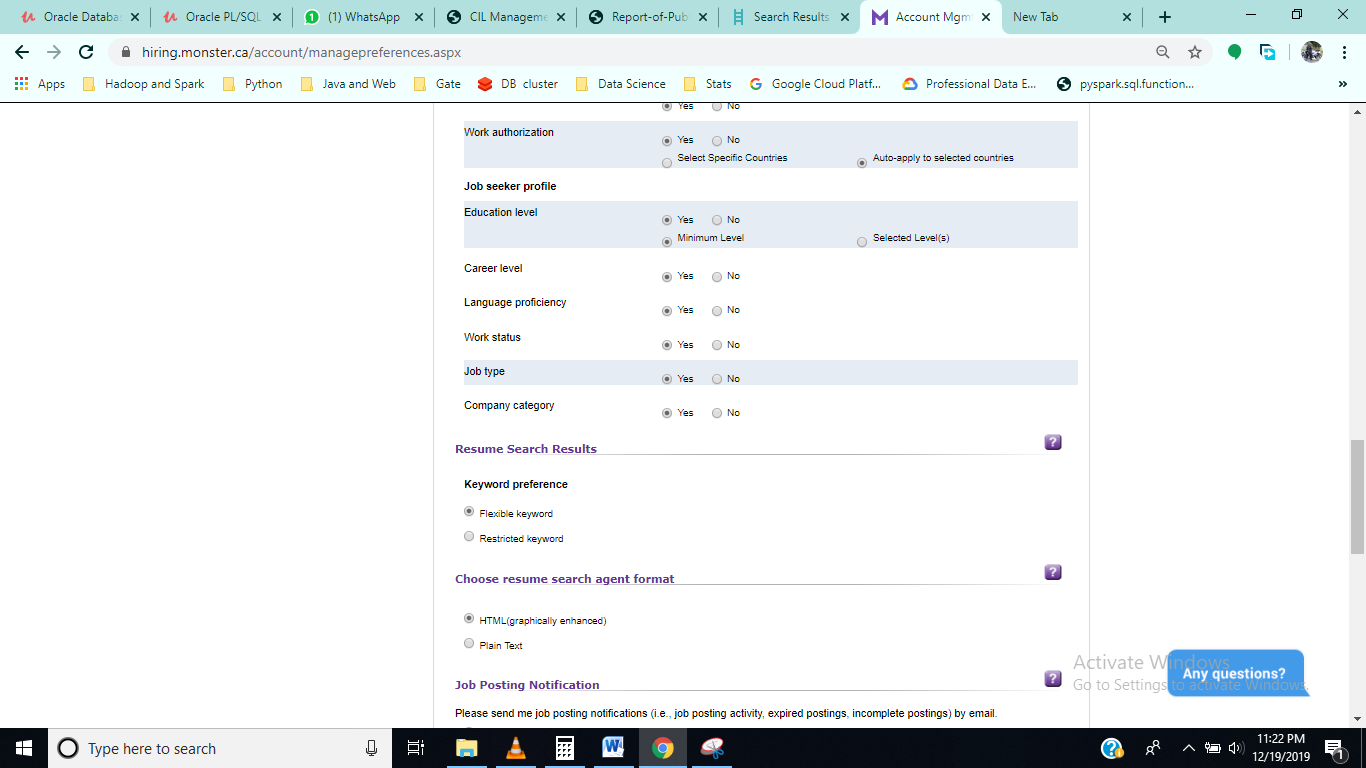 Oracle Databa
Oracle PL/SQL
(1) WhatsApp
CIL Manageme
Report-of-Pub
Search Results
Account Mgm
New Tab
hiring.monster.ca/account/managepreferences.aspx
Apps Hadoop and Spark Python Java and Web Gate DB cluster Data Science Stats Google Cloud Platf... Professional Data E... pyspark.sql.function... »
Yes No
Work authorization
Yes No
Select Specific Countries Auto-apply to selected countries
Job seeker profile
Education level
Yes No
Minimum Level Selected Level(s)
Career level
Yes No
Language proficiency
Yes No
Work status
Yes No
Job type
Yes No
Company category
Yes No
Resume Search Results ?
Keyword preference
Flexible keyword
Restricted keyword
Choose resume search agent format ?
HTML(graphically enhanced)
Plain Text
Job Posting Notification ?
Please send me job posting notifications (i.e., job posting activity, expired postings, incomplete postings) by email.
Activate Windows
Go to Settings to activate Windows.
Any questions?
Type here to search
11:22 PM
12/19/2019
1